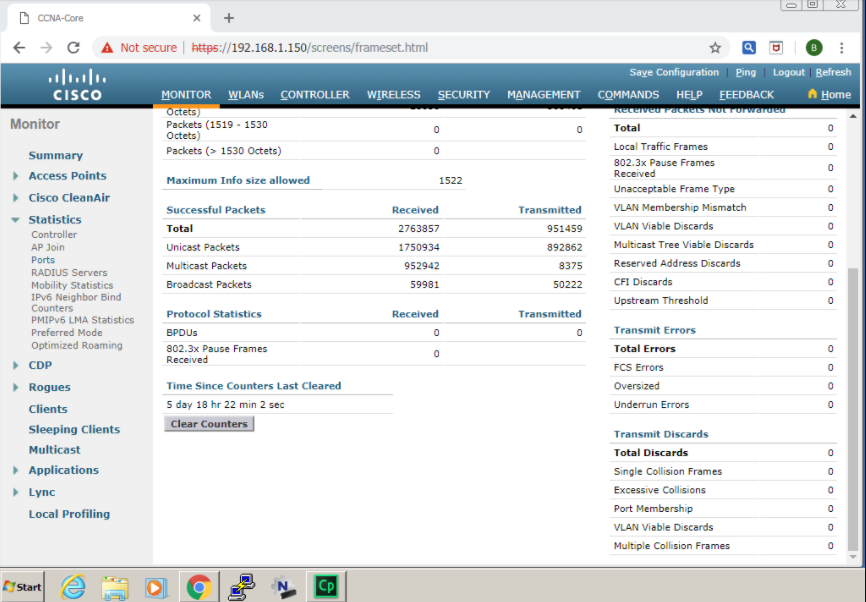 CCNA-Core
Not secure | https://192.168.1.150/screens/frameset.html
B
Save Configuration | Ping | Logout | Refresh
CISCO
MONITOR WLANs CONTROLLER WIRELESS SECURITY MANAGEMENT COMMANDS HELP FEEDBACK Home
Monitor
Summary
Access Points
Cisco CleanAir
Statistics
Controller
AP Join
Ports
RADIUS Servers
Mobility Statistics
IPv6 Neighbor Bind
Counters
PMIPv6 LMA Statistics
Preferred Mode
Optimized Roaming
CDP
Rogues
Clients
Sleeping Clients
Multicast
Applications
Lync
Local Profiling
Octets)
Packets (1519 - 1530
Octets) 0 0
Packets (> 1530 Octets) 0
Maximum Info size allowed 1522
Successful Packets Received Transmitted
Total 2763857 951459
Unicast Packets 1750934 892862
Multicast Packets 952942 8375
Broadcast Packets 59981 50222
Protocol Statistics Received Transmitted
BPDUs 0 0
802.3x Pause Frames
Received 0
Time Since Counters Last Cleared
5 day 18 hr 22 min 2 sec
Clear Counters
Received Packets Not Forwarded
Total 0
Local Traffic Frames 0
802.3x Pause Frames
Received 0
Unacceptable Frame Type 0
VLAN Membership Mismatch 0
VLAN Viable Discards 0
Multicast Tree Viable Discards 0
Reserved Address Discards 0
CFI Discards 0
Upstream Threshold 0
Transmit Errors
Total Errors 0
FCS Errors 0
Oversized 0
Underrun Errors 0
Transmit Discards
Total Discards 0
Single Collision Frames 0
Excessive Collisions 0
Port Membership 0
VLAN Viable Discards 0
Multiple Collision Frames 0
Start
N
Cp